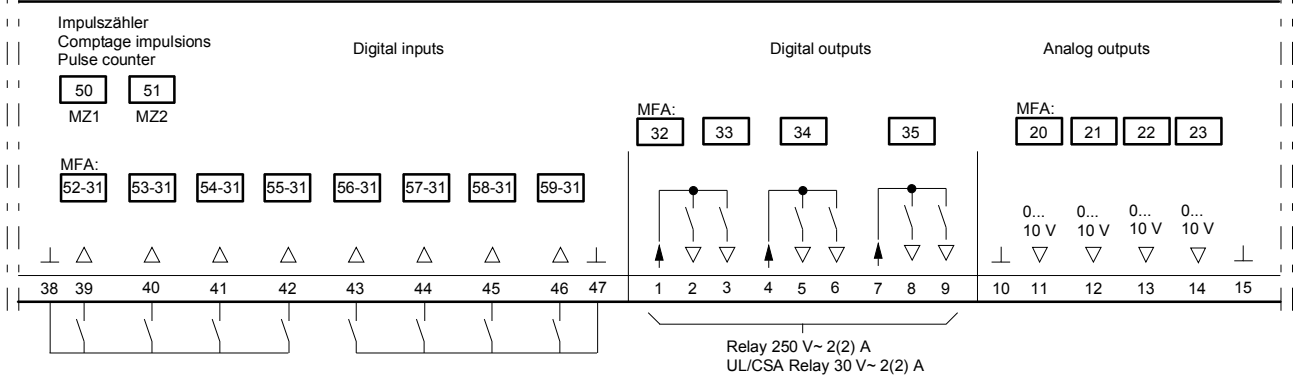 Impulszähler
Comptage impulsions
Pulse counter
Digital inputs
Digital outputs
Analog outputs
50 51
MZ1 MZ2
MFA:
32 33 34 35
MFA:
20 21 22 23
MFA:
52-31 53-31 54-31 55-31 56-31 57-31 58-31 59-31
0... 0... 0... 0...
10 V 10 V 10 V 10 V
38 39 40 41 42 43 44 45 46 47 1 2 3 4 5 6 7 8 9 10 11 12 13 14 15
Relay 250 V~ 2(2) A
UL/CSA Relay 30 V~ 2(2) A